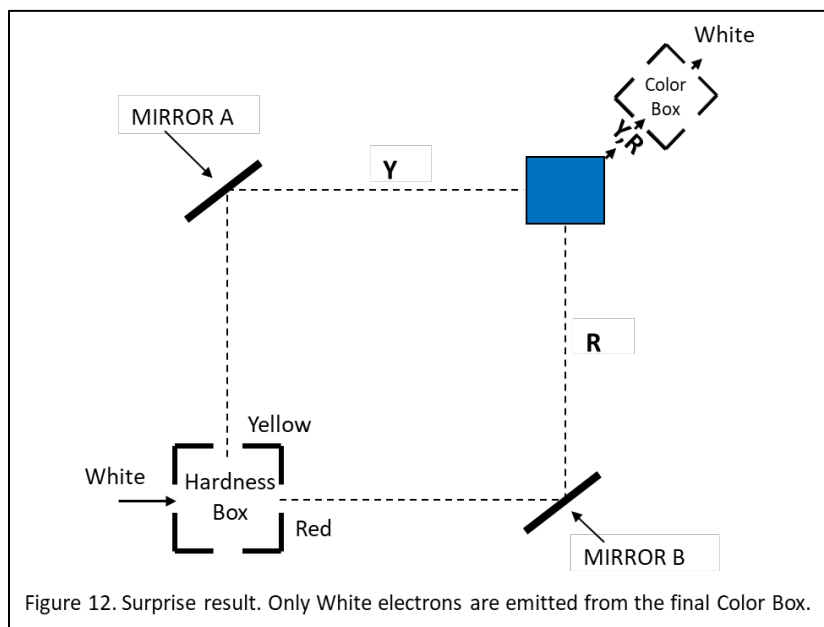 White
Color
Box
MIRROR A
Y,R
Y
R
Yellow
White
Hardness
Box
Red
MIRROR B
Figure 12. Surprise result. Only White electrons are emitted from the final Color Box.